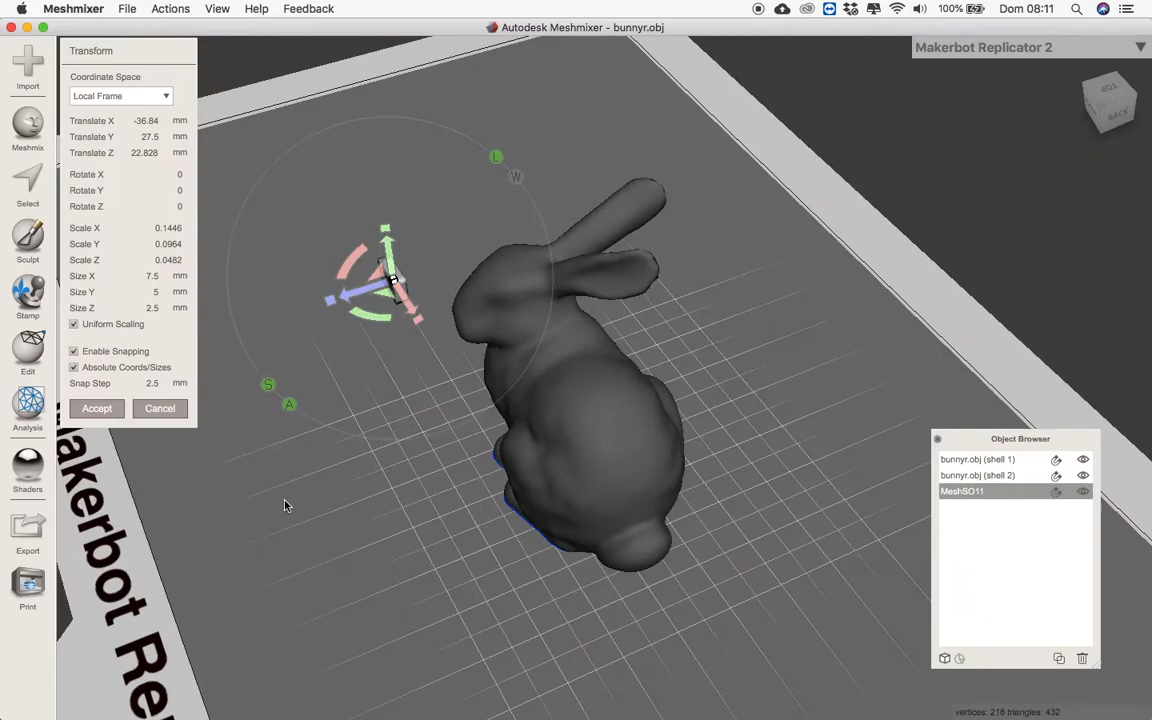 Meshmixer File Actions View Window Help Feedback
100% Dom 08:11
Autodesk Meshmixer - bunnyr.obj
Import
Meshmix
Select
Sculpt
Stamp
Edit
Analysis
Shaders
Export
Print
Transform
Coordinate Space
Local Frame
Translate X -36.84 mm
Translate Y 27.5 mm
Translate Z 22.828 mm
Rotate X 0
Rotate Y 0
Rotate Z 0
Scale X 0.1446
Scale Y 0.0964
Scale Z 0.0482
Size X 7.5 mm
Size Y 5 mm
Size Z 2.5 mm
Uniform Scaling
Enable Snapping
Absolute Coords/Sizes
Snap Step 2.5 mm
Accept Cancel
L
W
S
A
Makerbot Re
Makerbot Replicator 2
TOP
BACK
Object Browser
bunnyr.obj (shell 1)
bunnyr.obj (shell 2)
MeshSO11
vertices: 218 triangles: 432